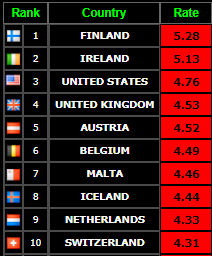 Rank Country Rate
1 FINLAND 5.28
2 IRELAND 5.13
3 UNITED STATES 4.76
4 UNITED KINGDOM 4.53
5 AUSTRIA 4.52
6 BELGIUM 4.49
7 MALTA 4.46
8 ICELAND 4.44
9 NETHERLANDS 4.33
10 SWITZERLAND 4.31